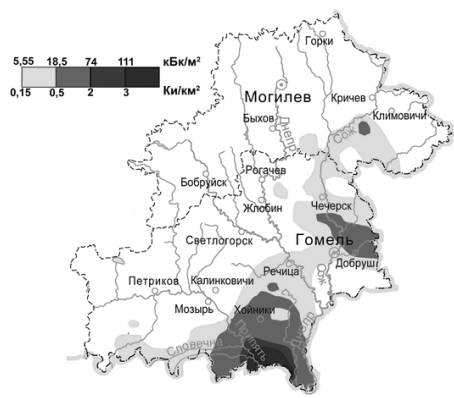 5,55 18,5 74 111 кБк/м²
0,15 0,5 2 3 Ки/км²
Горки
Могилев
Кричев
Климовичи
Быхов
Днепр
Сож
Рогачев
Бобруйск
Жлобин
Чечерск
Светлогорск
Гомель
Речица
Добруш
Петриков
Калинковичи
Мозырь
Хойники
Словечна
Припять
Днепр